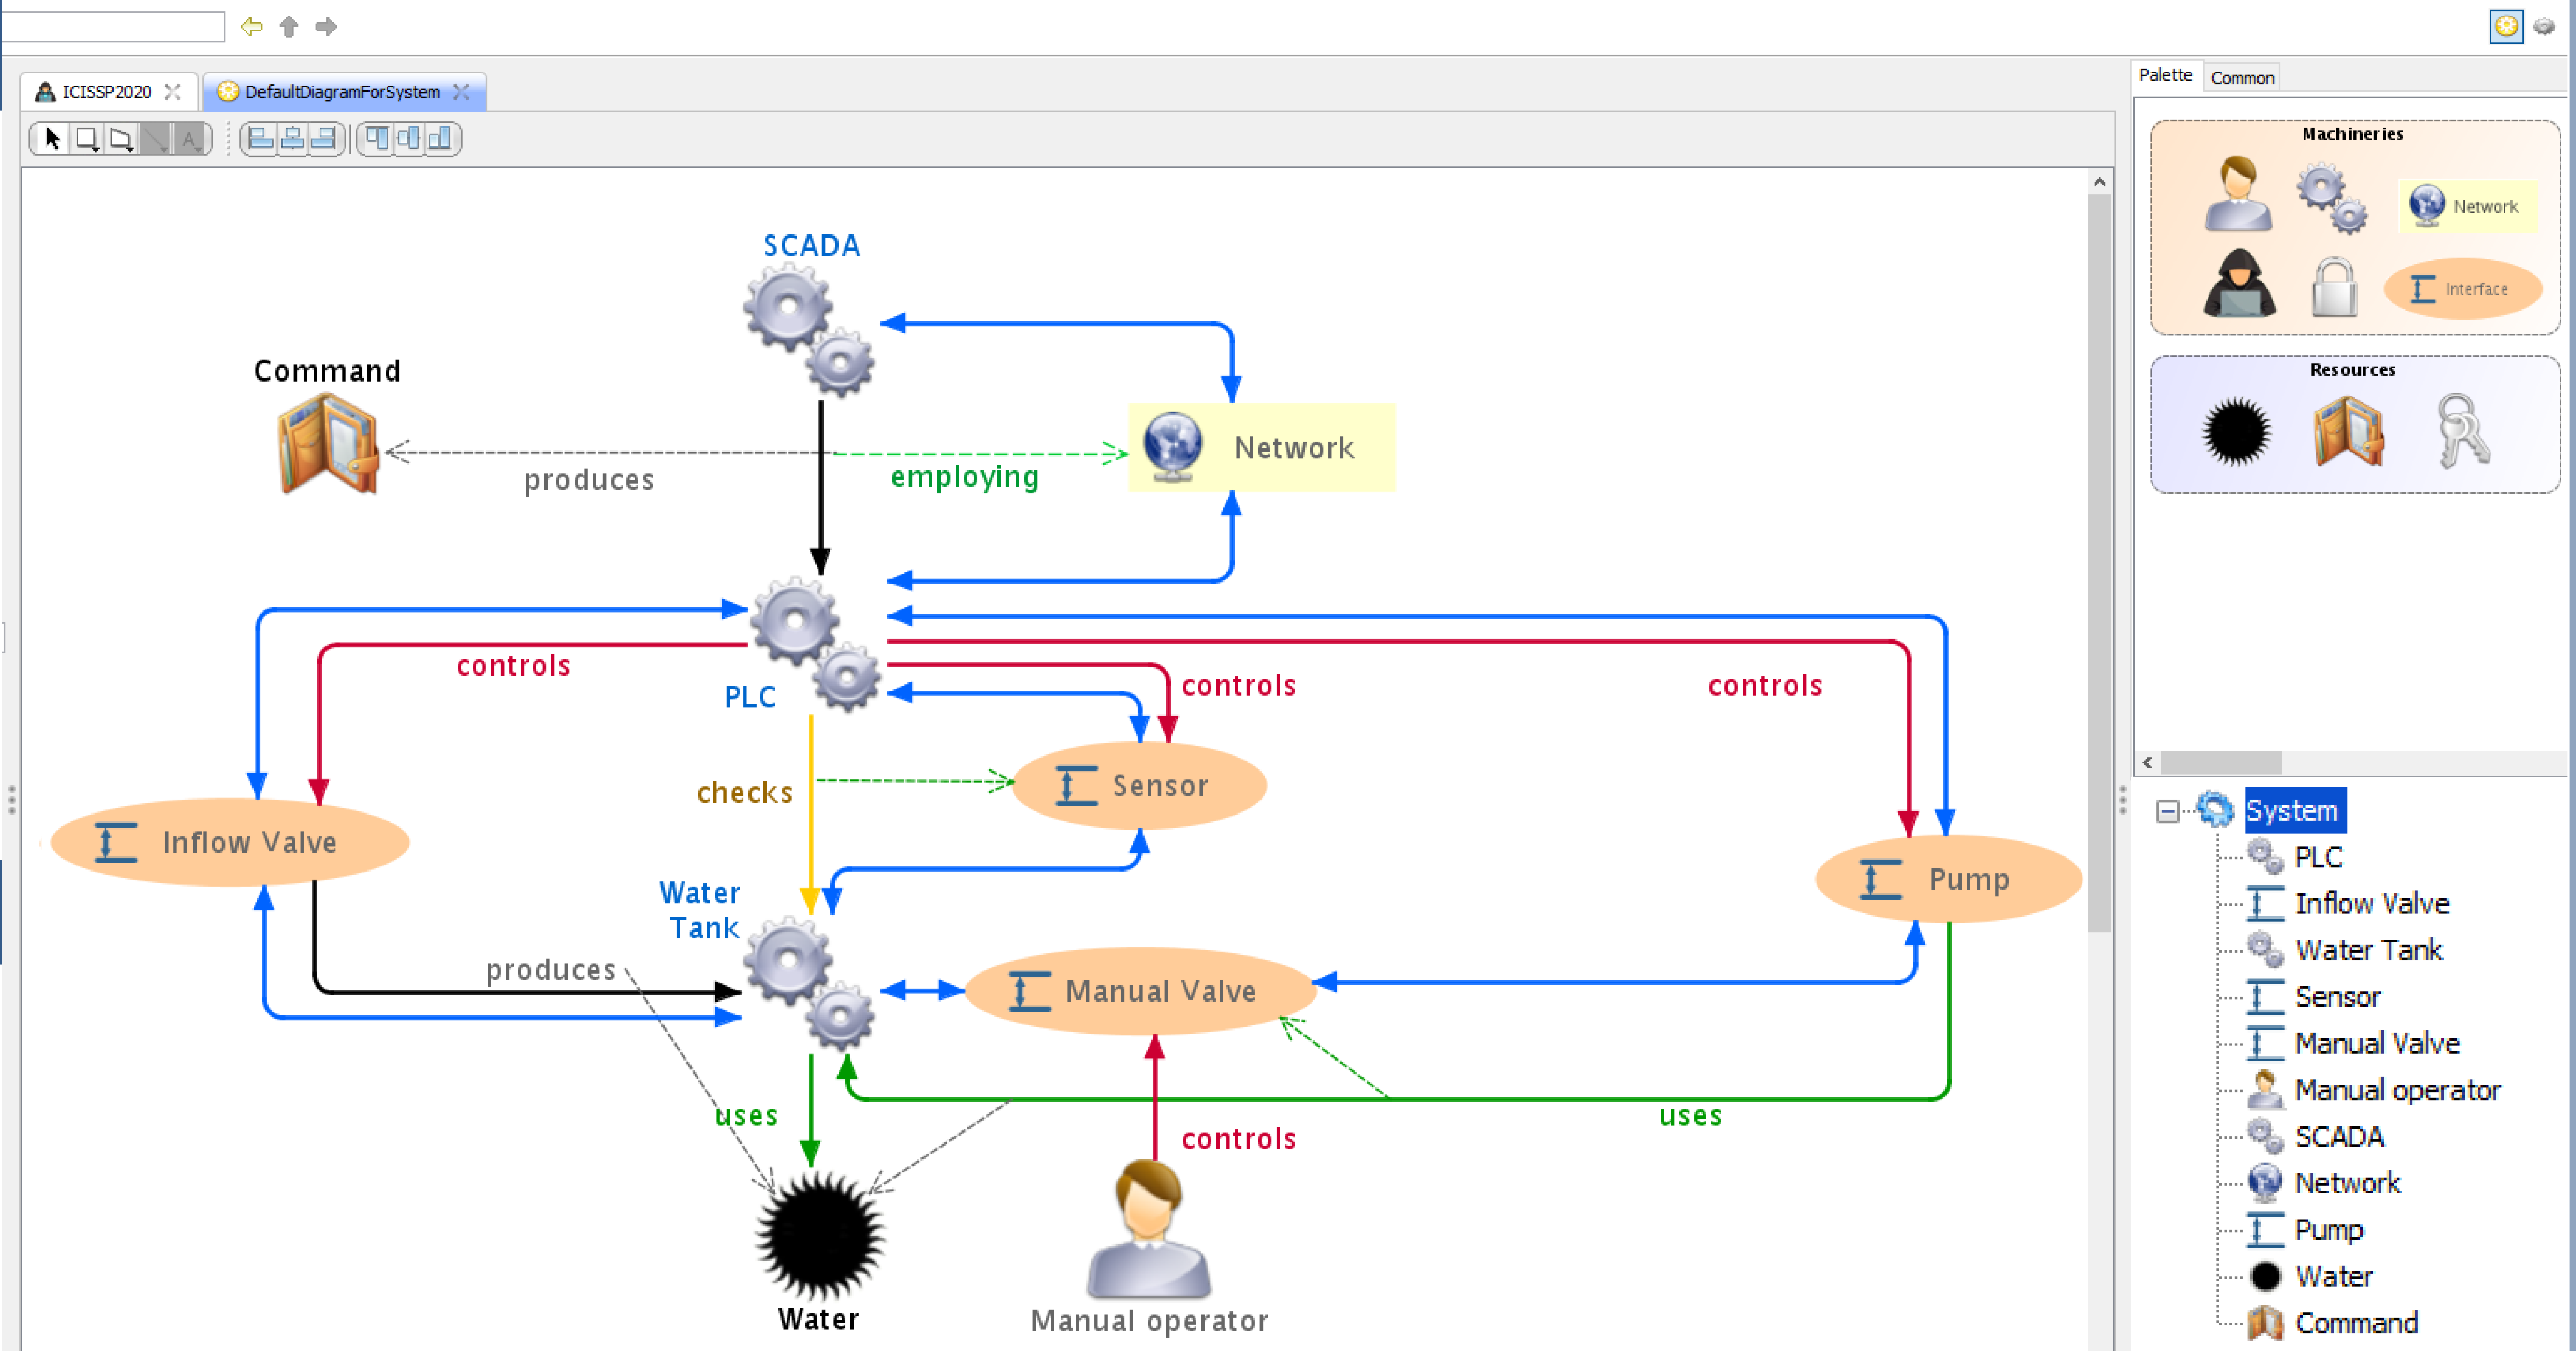 ICISSP2020
DefaultDiagramForSystem
Palette
Common
Machineries
Network
Interface
Resources
SCADA
Command
produces
employing
Network
controls
controls
controls
PLC
checks
Sensor
Inflow Valve
Pump
Water
Tank
produces
Manual Valve
uses
uses
controls
Water
Manual operator
System
PLC
Inflow Valve
Water Tank
Sensor
Manual Valve
Manual operator
SCADA
Network
Pump
Water
Command